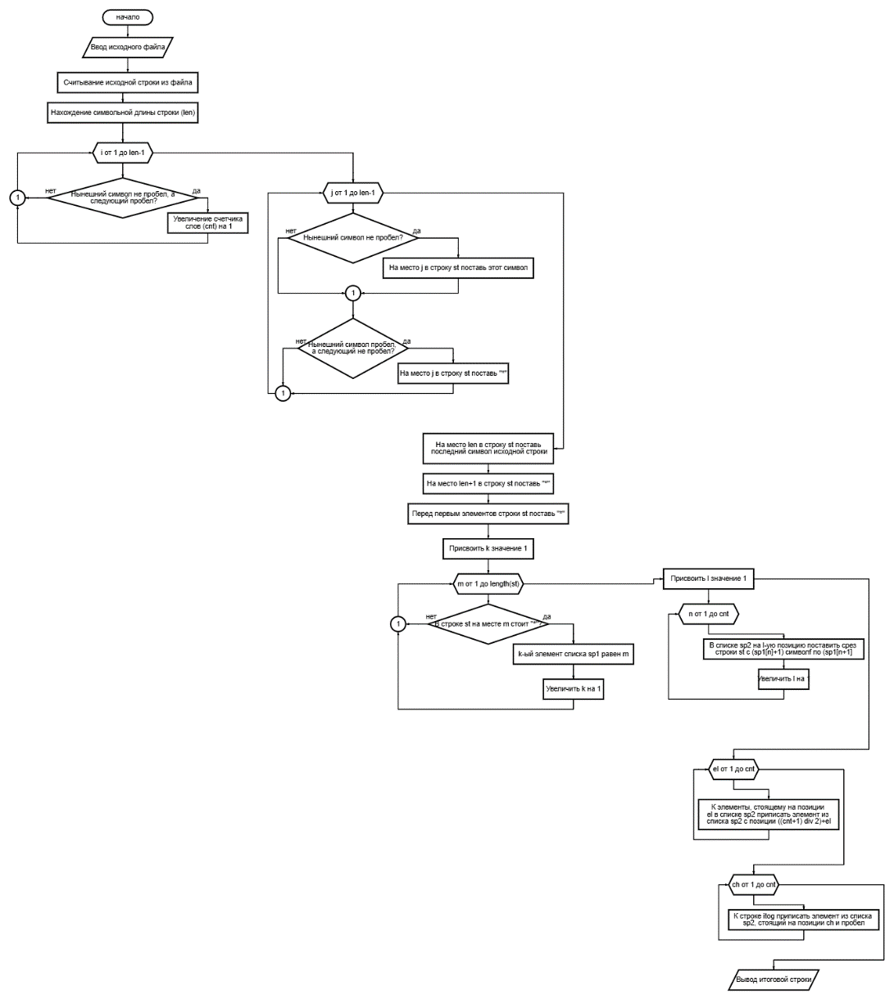 начало
Ввод исходного файла
Считывание исходной строки из файла
Нахождение символьной длины строки (len)
i от 1 до len-1
нет
Нынешний символ не пробел, а
следующий пробел?
да
1
Увеличение счетчика
слов (cnt) на 1
j от 1 до len-1
нет
Нынешний символ не пробел?
да
На место j в строку st поставь этот символ
1
нет
Нынешний символ пробел,
а следующий не пробел?
да
На место j в строку st поставь "*"
1
На место len в строку st поставь
последний символ исходной строки
На место len+1 в строку st поставь "*"
Перед первым элементов строки st поставь "*"
Присвоить k значение 1
m от 1 до length(st)
нет
В строке st на месте m стоит "*"?
да
1
k-ый элемент списка sp1 равен m
Увеличить k на 1
Присвоить l значение 1
n от 1 до cnt
В списке sp2 на l-ую позицию поставить срез
строки st с (sp1[n]+1) символf по (sp1[n+1]
Увеличить l на 1
el от 1 до cnt
К элементы, стоящему на позиции
el в списке sp2 приписать элемент из
списка sp2 с позиции ((cnt+1) div 2)+el
ch от 1 до cnt
К строке itog приписать элемент из списка
sp2, стоящий на позиции ch и пробел
Вывод итоговой строки